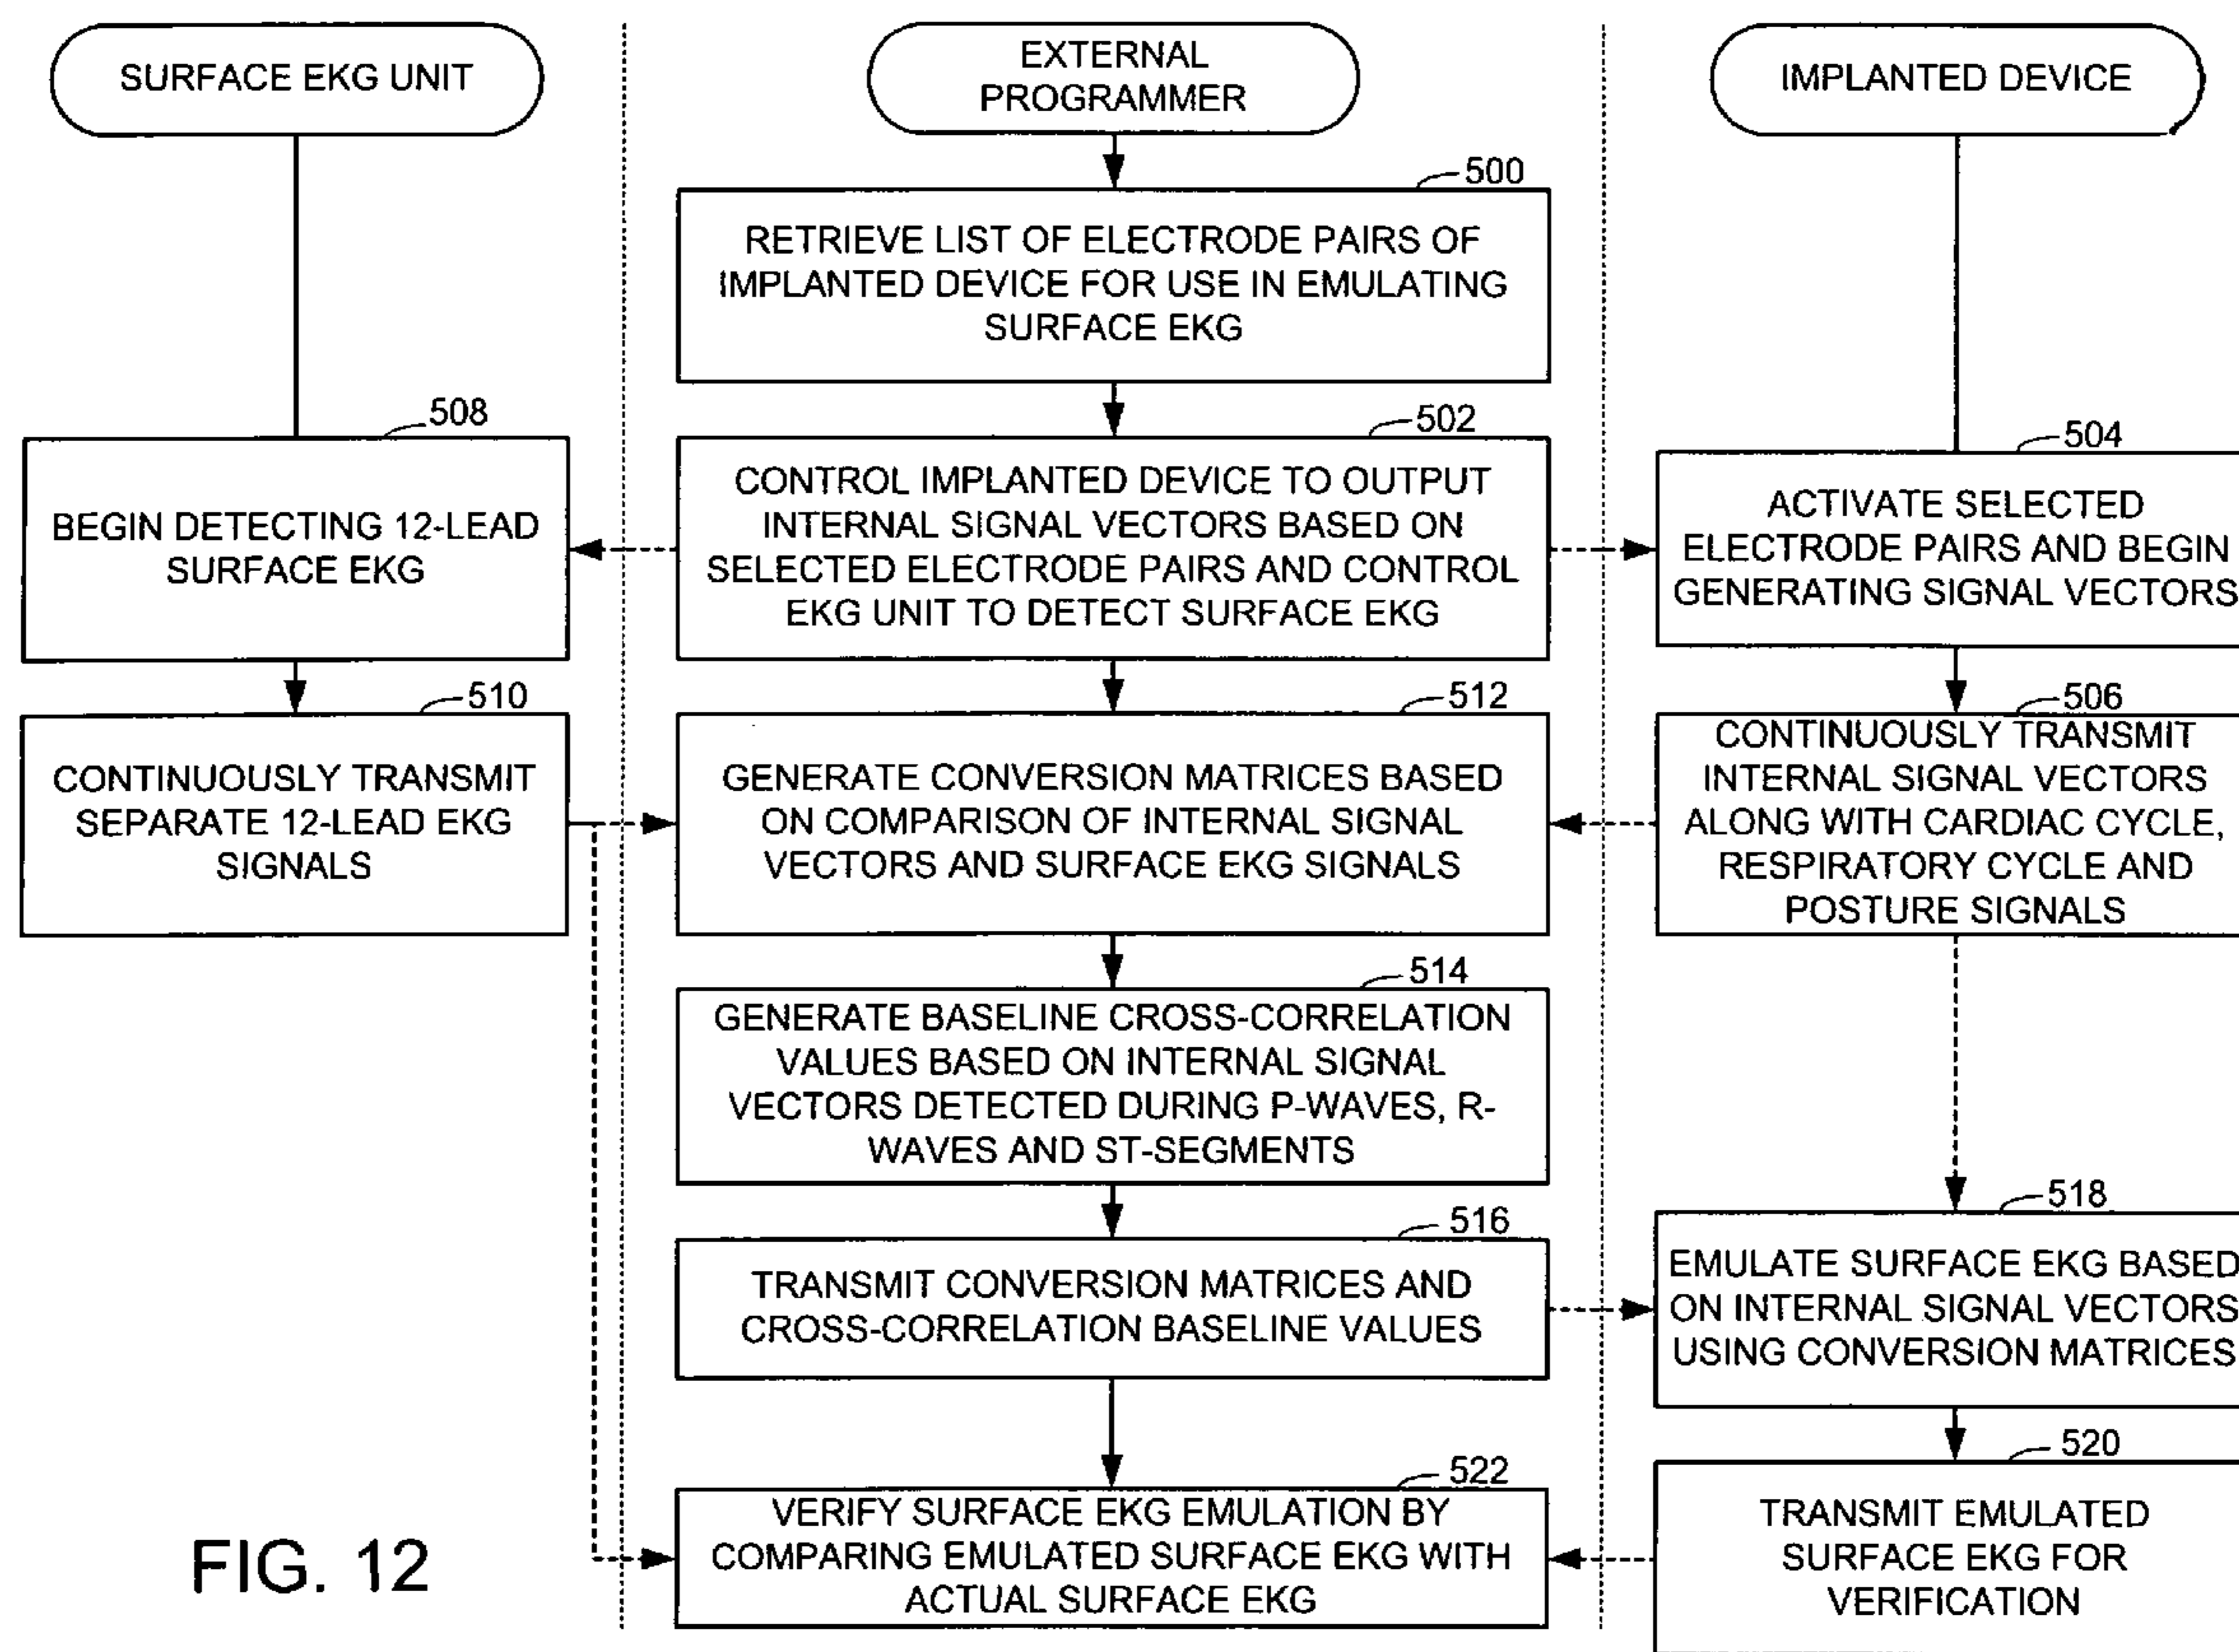 SURFACE EKG UNIT
EXTERNAL
PROGRAMMER
IMPLANTED DEVICE
500
RETRIEVE LIST OF ELECTRODE PAIRS OF
IMPLANTED DEVICE FOR USE IN EMULATING
SURFACE EKG
508
BEGIN DETECTING 12-LEAD
SURFACE EKG
502
CONTROL IMPLANTED DEVICE TO OUTPUT
INTERNAL SIGNAL VECTORS BASED ON
SELECTED ELECTRODE PAIRS AND CONTROL
EKG UNIT TO DETECT SURFACE EKG
504
ACTIVATE SELECTED
ELECTRODE PAIRS AND BEGIN
GENERATING SIGNAL VECTORS
510
CONTINUOUSLY TRANSMIT
SEPARATE 12-LEAD EKG
SIGNALS
512
GENERATE CONVERSION MATRICES BASED
ON COMPARISON OF INTERNAL SIGNAL
VECTORS AND SURFACE EKG SIGNALS
506
CONTINUOUSLY TRANSMIT
INTERNAL SIGNAL VECTORS
ALONG WITH CARDIAC CYCLE,
RESPIRATORY CYCLE AND
POSTURE SIGNALS
514
GENERATE BASELINE CROSS-CORRELATION
VALUES BASED ON INTERNAL SIGNAL
VECTORS DETECTED DURING P-WAVES, R-
WAVES AND ST-SEGMENTS
516
TRANSMIT CONVERSION MATRICES AND
CROSS-CORRELATION BASELINE VALUES
518
EMULATE SURFACE EKG BASED
ON INTERNAL SIGNAL VECTORS
USING CONVERSION MATRICES
522
VERIFY SURFACE EKG EMULATION BY
COMPARING EMULATED SURFACE EKG WITH
ACTUAL SURFACE EKG
520
TRANSMIT EMULATED
SURFACE EKG FOR
VERIFICATION
FIG. 12